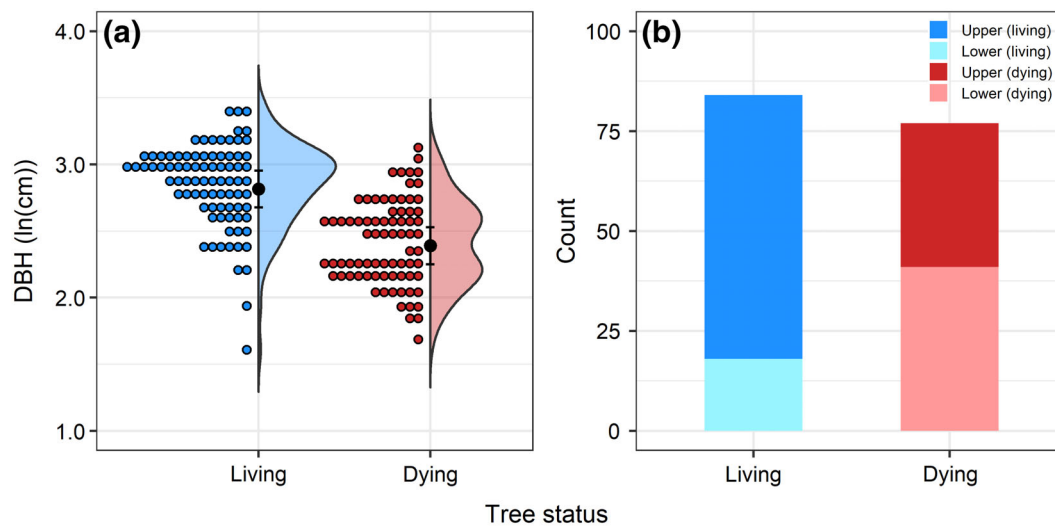 (a)
4.0
3.0
2.0
1.0
DBH (ln(cm))
Living
Dying
(b)
100
75
50
25
0
Count
Upper (living)
Lower (living)
Upper (dying)
Lower (dying)
Living
Dying
Tree status